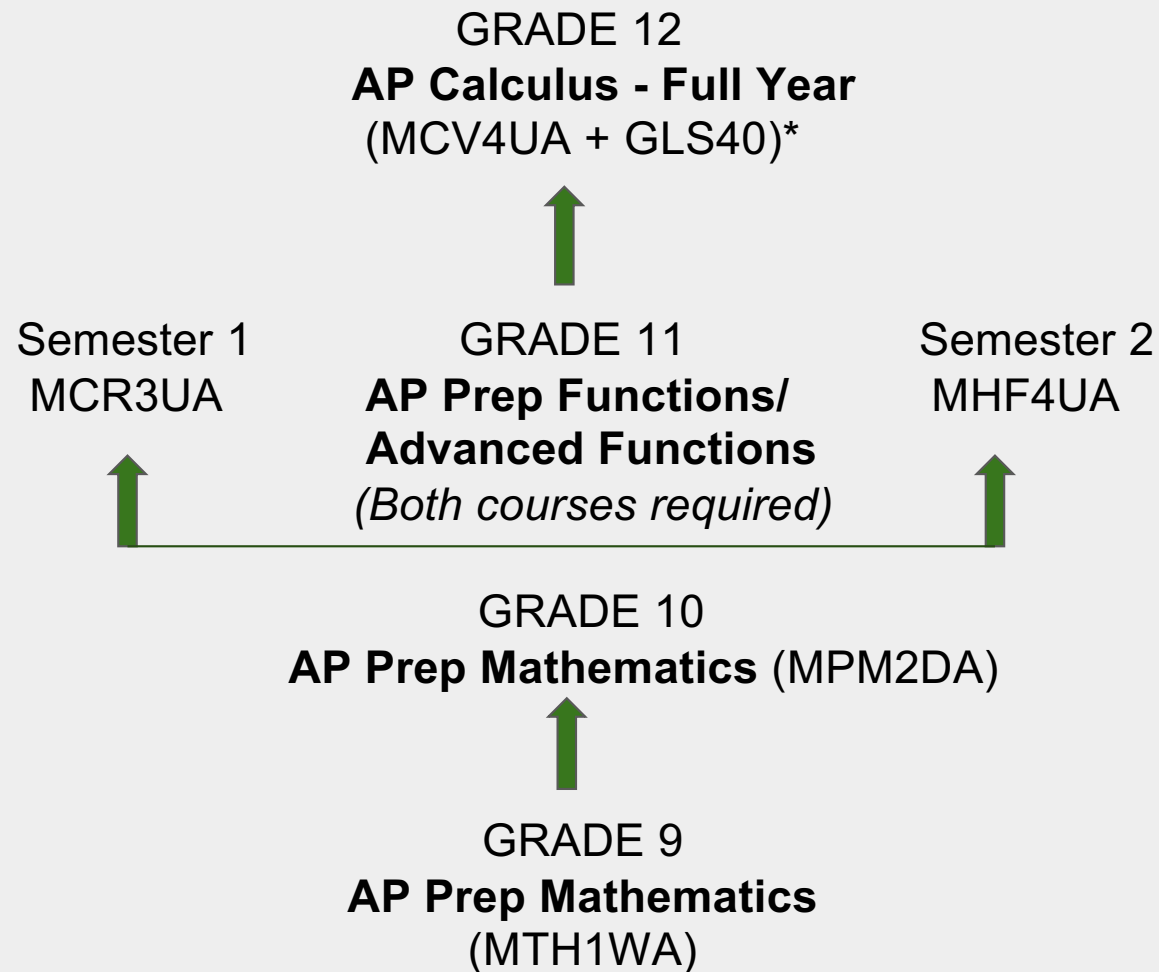 GRADE 12
AP Calculus - Full Year
(MCV4UA + GLS40)*
Semester 1
MCR3UA
GRADE 11
AP Prep Functions/
Advanced Functions
(Both courses required)
Semester 2
MHF4UA
GRADE 10
AP Prep Mathematics (MPM2DA)
GRADE 9
AP Prep Mathematics
(MTH1WA)